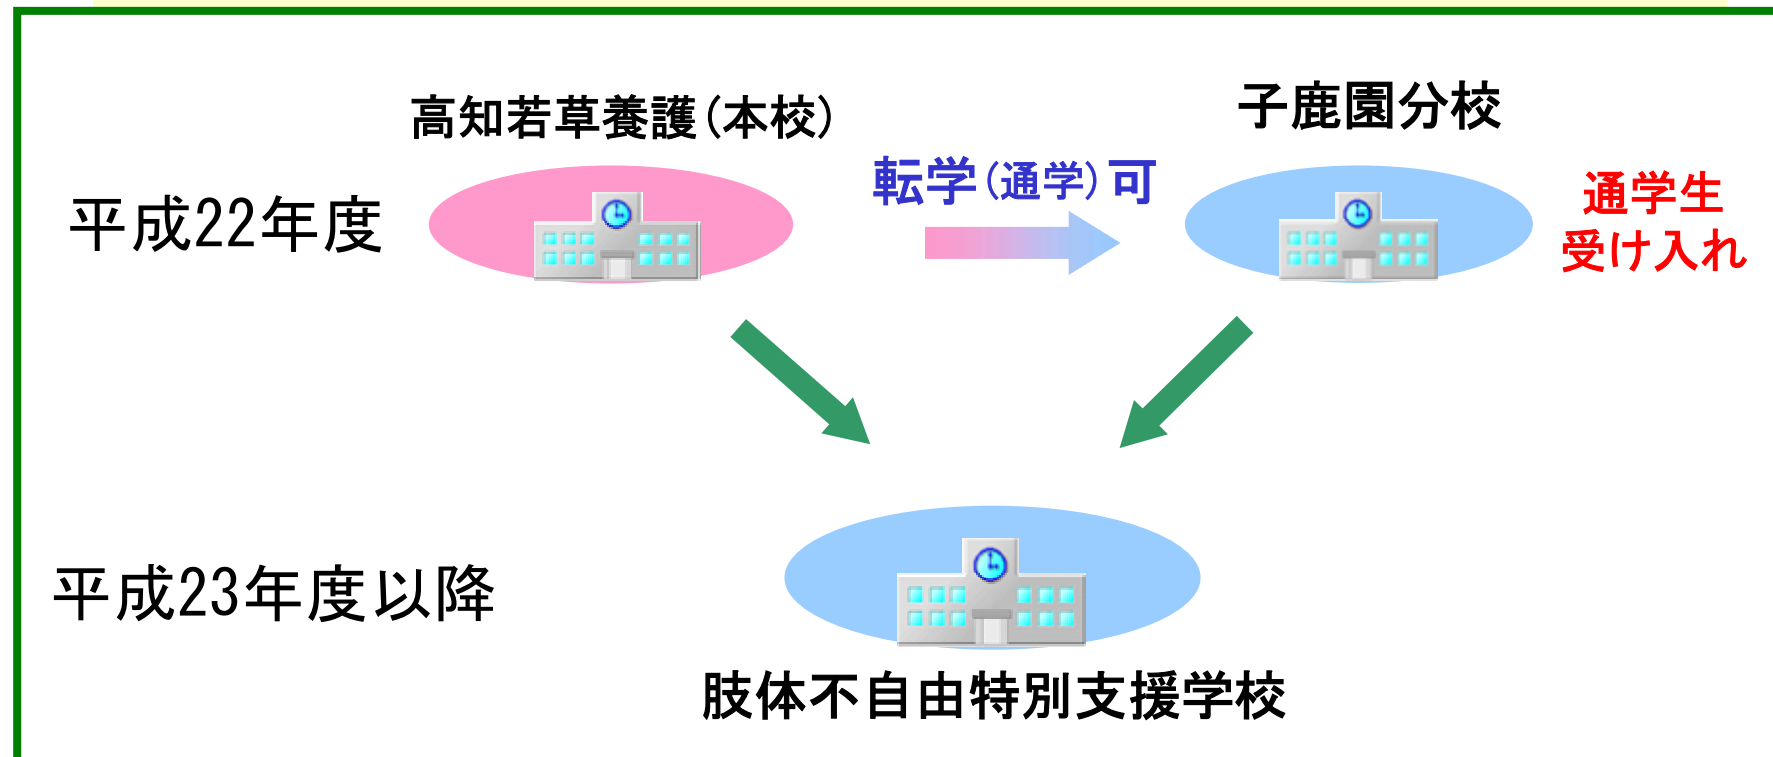 高知若草養護(本校)
子鹿園分校
転学(通学)可
平成22年度
通学生
受け入れ
平成23年度以降
肢体不自由特別支援学校